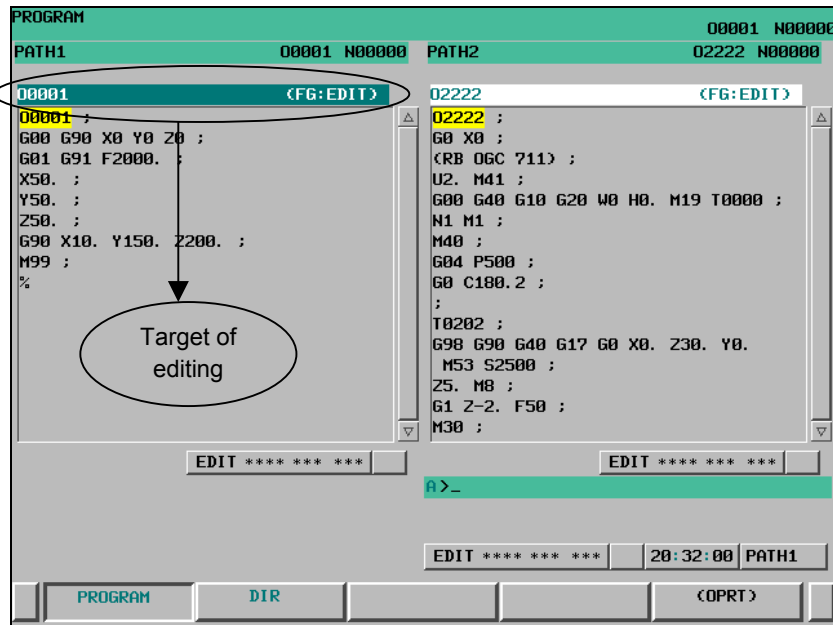 PROGRAM
O0001 N00000
PATH1 O0001 N00000
PATH2 O2222 N00000
O0001 (FG:EDIT)
O0001 ;
G00 G90 X0 Y0 Z0 ;
G01 G91 F2000. ;
X50. ;
Y50. ;
Z50. ;
G90 X10. Y150. Z200. ;
M99 ;
%
Target of
editing
EDIT **** *** ***
O2222 (FG:EDIT)
O2222 ;
G0 X0 ;
(RB OGC 711) ;
U2. M41 ;
G00 G40 G10 G20 W0 H0. M19 T0000 ;
N1 M1 ;
M40 ;
G04 P500 ;
G0 C180.2 ;
;
T0202 ;
G98 G90 G40 G17 G0 X0. Z30. Y0.
M53 S2500 ;
Z5. M8 ;
G1 Z-2. F50 ;
M30 ;
EDIT **** *** ***
A>_
EDIT **** *** *** 20:32:00 PATH1
PROGRAM DIR (OPRT)